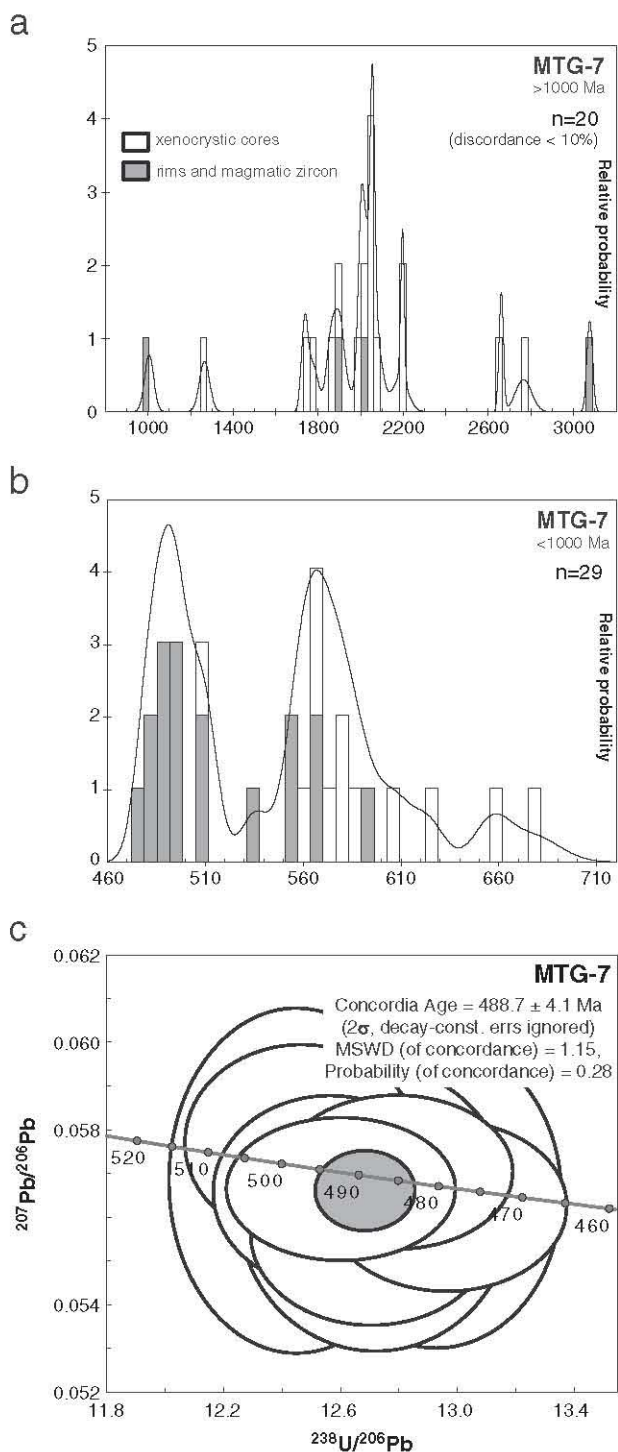 a
5
4
3
2
1
0
MTG-7
>1000 Ma
n=20
(discordance < 10%)
xenocrystic cores
rims and magmatic zircon
Relative probability
1000 1400 1800 2200 2600 3000
b
5
4
3
2
1
0
MTG-7
<1000 Ma
n=29
Relative probability
460 510 560 610 660 710
c
0.062
0.060
0.058
0.054
0.052
MTG-7
Concordia Age = 488.7 ± 4.1 Ma
(2σ, decay-const. errs ignored)
MSWD (of concordance) = 1.15,
Probability (of concordance) = 0.28
520 510 500 490 480 470 460
²⁰⁷Pb/²⁰⁶Pb
11.8 12.2 12.6 13.0 13.4
²³⁸U/²⁰⁶Pb